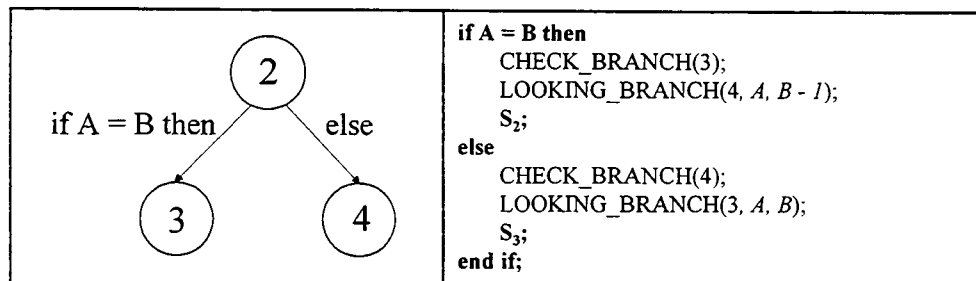 2
if A = B then
else
3
4
if A = B then
CHECK_BRANCH(3);
LOOKING_BRANCH(4, A, B - 1);
S₂;
else
CHECK_BRANCH(4);
LOOKING_BRANCH(3, A, B);
S₃;
end if;